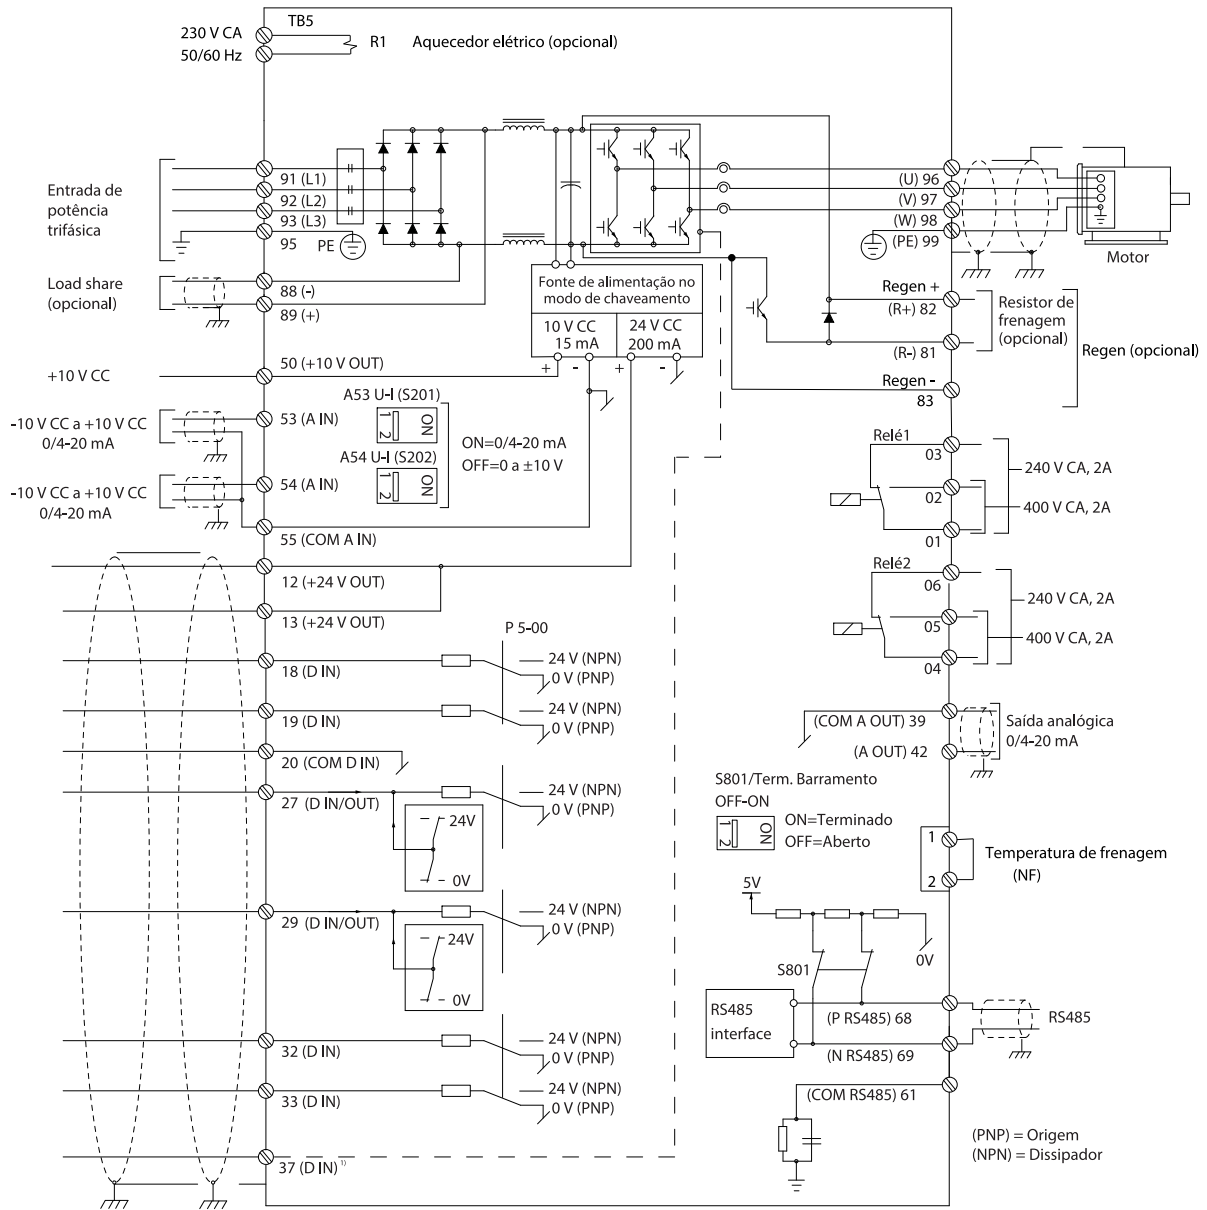 TB5
230 V CA
50/60 Hz
R1
Aquecedor elétrico (opcional)
Entrada de
potência
trifásica
91 (L1)
92 (L2)
93 (L3)
95
PE
(U) 96
(V) 97
(W) 98
(PE) 99
Motor
Load share
(opcional)
88 (-)
89 (+)
Fonte de alimentação no
modo de chaveamento
10 V CC
15 mA
24 V CC
200 mA
+
-
+
-
Regen +
(R+) 82
(R-) 81
Regen -
83
Resistor de
frenagem
(opcional)
Regen (opcional)
+10 V CC
50 (+10 V OUT)
-10 V CC a +10 V CC
0/4-20 mA
53 (A IN)
A53 U-I (S201)
1
2
ON
A54 U-I (S202)
1
2
ON
ON=0/4-20 mA
OFF=0 a ±10 V
-10 V CC a +10 V CC
0/4-20 mA
54 (A IN)
55 (COM A IN)
12 (+24 V OUT)
13 (+24 V OUT)
Relé1
03
02
01
240 V CA, 2A
400 V CA, 2A
Relé2
06
05
04
240 V CA, 2A
400 V CA, 2A
P 5-00
18 (D IN)
24 V (NPN)
0 V (PNP)
19 (D IN)
24 V (NPN)
0 V (PNP)
20 (COM D IN)
27 (D IN/OUT)
24 V (NPN)
0 V (PNP)
24V
0V
29 (D IN/OUT)
24 V (NPN)
0 V (PNP)
24V
0V
32 (D IN)
24 V (NPN)
0 V (PNP)
33 (D IN)
24 V (NPN)
0 V (PNP)
37 (D IN) 1)
(COM A OUT) 39
(A OUT) 42
Saída analógica
0/4-20 mA
S801/Term. Barramento
OFF-ON
1
2
ON
ON=Terminado
OFF=Aberto
1
2
Temperatura de frenagem
(NF)
5V
0V
S801
RS485
interface
(P RS485) 68
(N RS485) 69
RS485
(COM RS485) 61
(PNP) = Origem
(NPN) = Dissipador